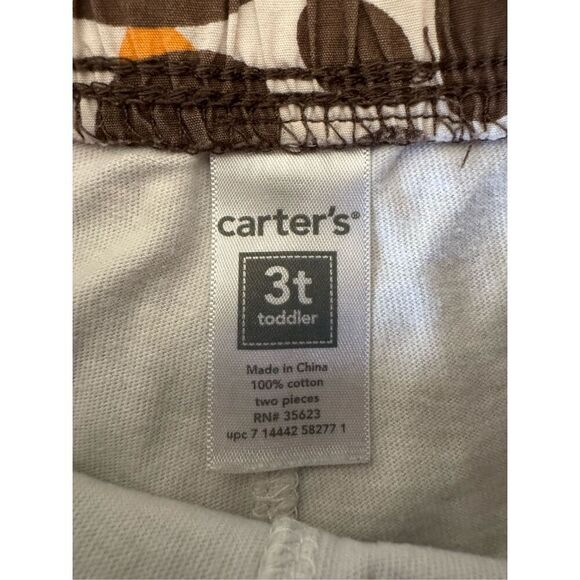 carter's®
3t
toddler
Made in China
100% cotton
two pieces
RN# 35623
upc 7 14442 58277 1